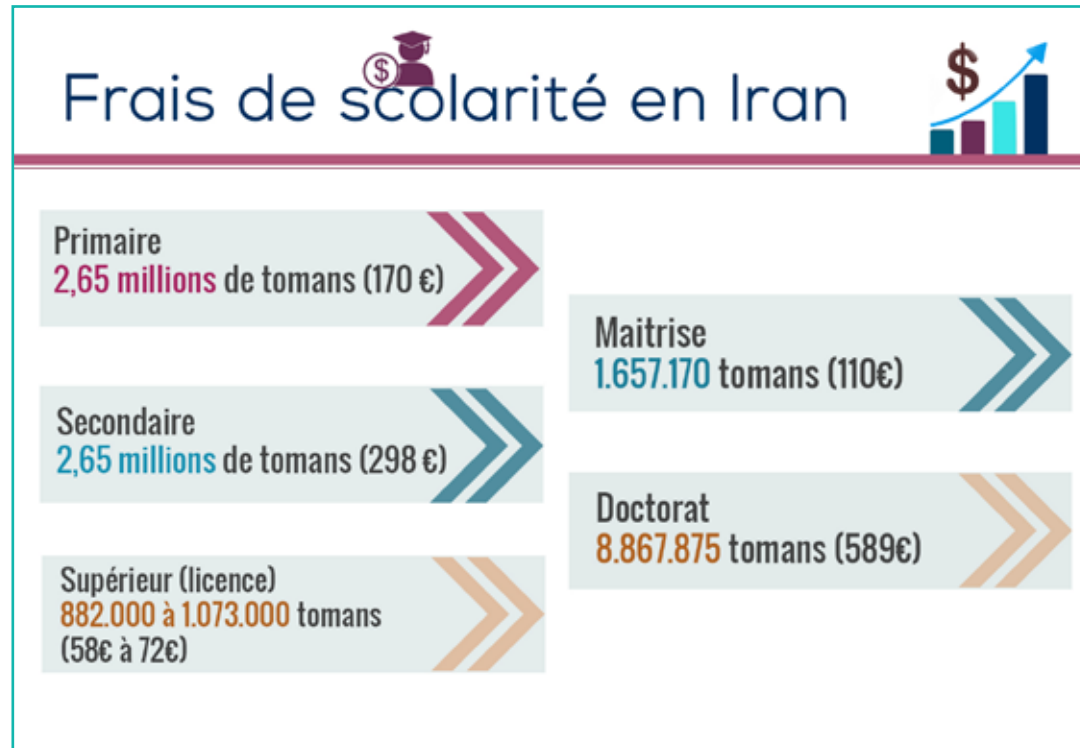 $
Frais de scolarité en Iran
$
Primaire
2,65 millions de tomans (170 €)
Secondaire
2,65 millions de tomans (298 €)
Supérieur (licence)
882.000 à 1.073.000 tomans
(58€ à 72€)
Maitrise
1.657.170 tomans (110€)
Doctorat
8.867.875 tomans (589€)